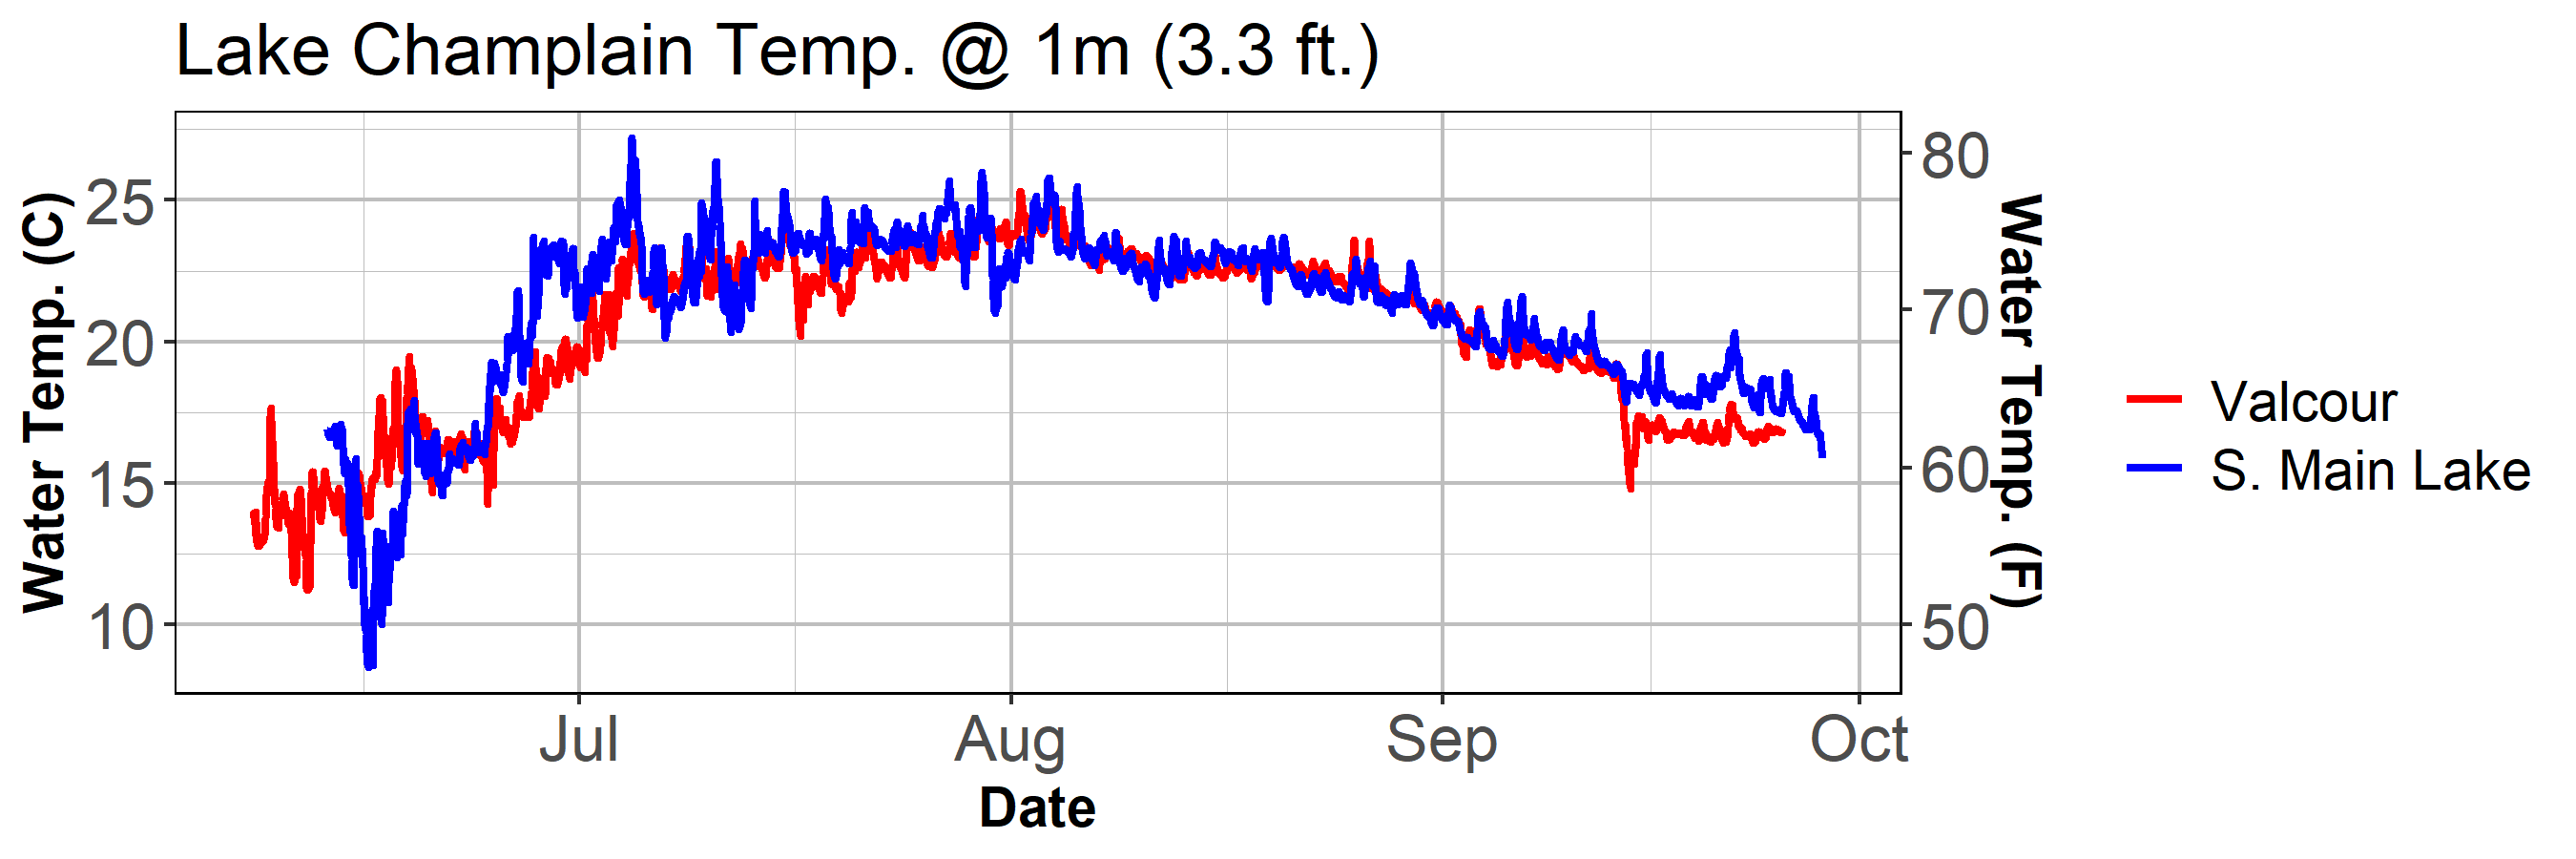 Lake Champlain Temp. @ 1m (3.3 ft.)
Water Temp. (C)
25
20
15
10
80
70
60
50
Water Temp. (F)
Jul
Aug
Sep
Oct
Date
Valcour
S. Main Lake